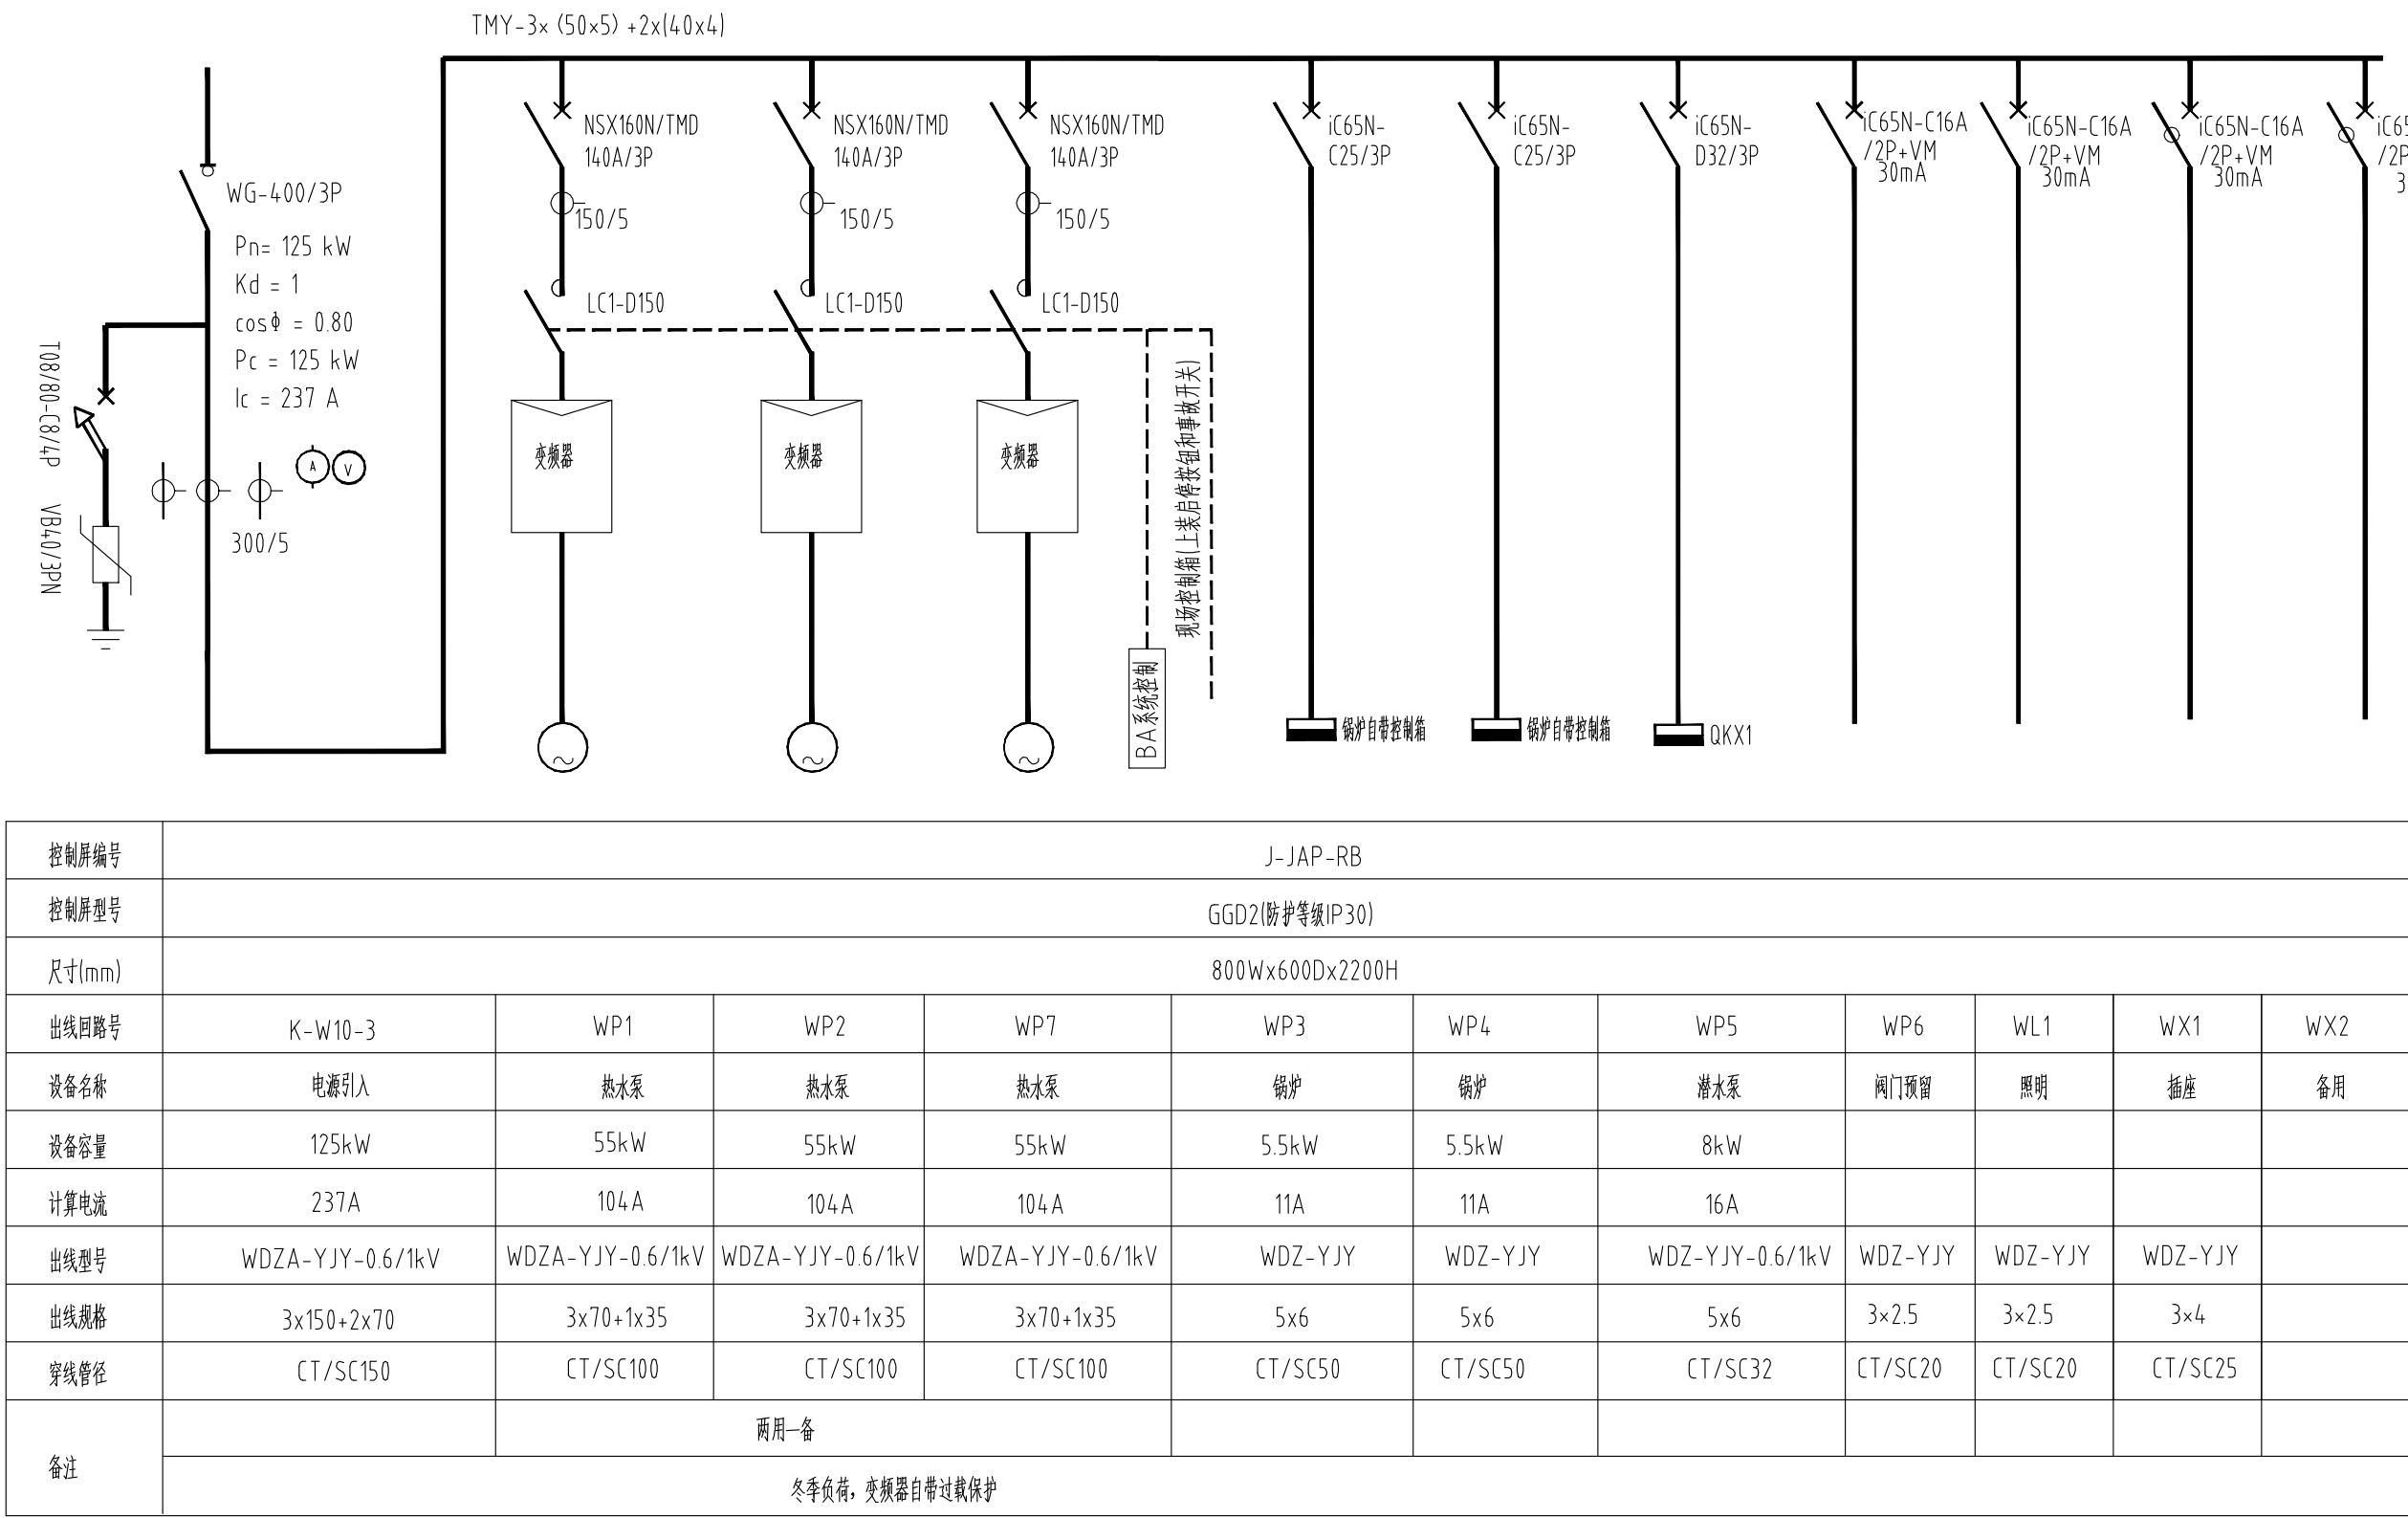 TMY-3x (50x5) +2x(40x4)
WG-400/3P
Pn= 125 kW
Kd = 1
cosΦ = 0.80
Pc = 125 kW
Ic = 237 A
T08/80-C8/4P
VB40/3PN
A
V
300/5
NSX160N/TMD
140A/3P
150/5
LC1-D150
变频器
NSX160N/TMD
140A/3P
150/5
LC1-D150
变频器
NSX160N/TMD
140A/3P
150/5
LC1-D150
变频器
BA系统控制
现场控制箱(上装启停按钮和事故开关)
iC65N-
C25/3P
锅炉自带控制箱
iC65N-
C25/3P
锅炉自带控制箱
iC65N-
D32/3P
QKX1
iC65N-C16A
/2P+VM
30mA
iC65N-C16A
/2P+VM
30mA
iC65N-C16A
/2P+VM
30mA
iC65
/2P
3
控制屏编号 J-JAP-RB
控制屏型号 GGD2(防护等级IP30)
尺寸(mm) 800Wx600Dx2200H
出线回路号 K-W10-3 WP1 WP2 WP7 WP3 WP4 WP5 WP6 WL1 WX1 WX2
设备名称 电源引入 热水泵 热水泵 热水泵 锅炉 锅炉 潜水泵 阀门预留 照明 插座 备用
设备容量 125kW 55kW 55kW 55kW 5.5kW 5.5kW 8kW
计算电流 237A 104A 104A 104A 11A 11A 16A
出线型号 WDZA-YJY-0.6/1kV WDZA-YJY-0.6/1kV WDZA-YJY-0.6/1kV WDZA-YJY-0.6/1kV WDZ-YJY WDZ-YJY WDZ-YJY-0.6/1kV WDZ-YJY WDZ-YJY WDZ-YJY
出线规格 3x150+2x70 3x70+1x35 3x70+1x35 3x70+1x35 5x6 5x6 5x6 3×2.5 3×2.5 3×4
穿线管径 CT/SC150 CT/SC100 CT/SC100 CT/SC100 CT/SC50 CT/SC50 CT/SC32 CT/SC20 CT/SC20 CT/SC25
备注 两用一备
冬季负荷，变频器自带过载保护